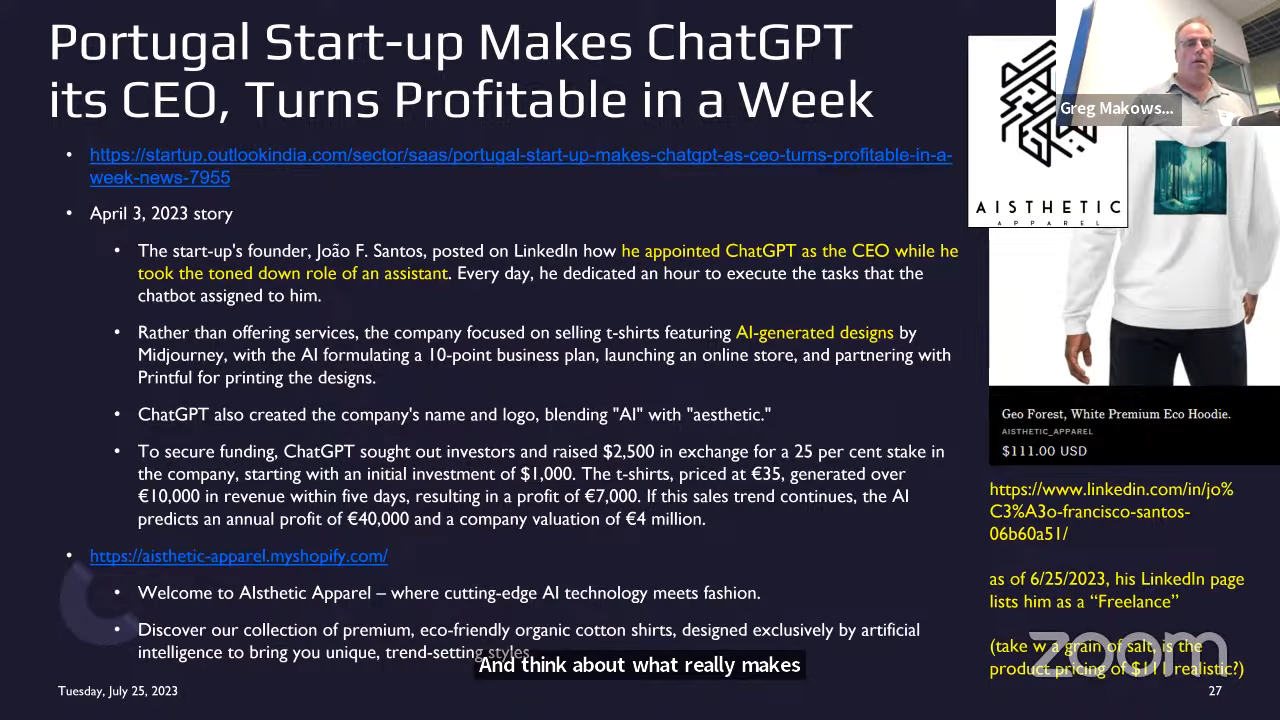 Portugal Start-up Makes ChatGPT
its CEO, Turns Profitable in a Week
• https://startup.outlookindia.com/sector/saas/portugal-start-up-makes-chatgpt-as-ceo-turns-profitable-in-a-
week-news-7955
• April 3, 2023 story
• The start-up's founder, João F. Santos, posted on LinkedIn how he appointed ChatGPT as the CEO while he
took the toned down role of an assistant. Every day, he dedicated an hour to execute the tasks that the
chatbot assigned to him.
• Rather than offering services, the company focused on selling t-shirts featuring AI-generated designs by
Midjourney, with the AI formulating a 10-point business plan, launching an online store, and partnering with
Printful for printing the designs.
• ChatGPT also created the company's name and logo, blending "AI" with "aesthetic."
• To secure funding, ChatGPT sought out investors and raised $2,500 in exchange for a 25 per cent stake in
the company, starting with an initial investment of $1,000. The t-shirts, priced at €35, generated over
€10,000 in revenue within five days, resulting in a profit of €7,000. If this sales trend continues, the AI
predicts an annual profit of €40,000 and a company valuation of €4 million.
• https://aisthetic-apparel.myshopify.com/
• Welcome to AIsthetic Apparel – where cutting-edge AI technology meets fashion.
• Discover our collection of premium, eco-friendly organic cotton shirts, designed exclusively by artificial
intelligence to bring you unique, trend-setting styles.
And think about what really makes
Tuesday, July 25, 2023
Greg Makows...
AISTHETIC
APPAREL
Geo Forest, White Premium Eco Hoodie.
AISTHETIC_APPAREL
$111.00 USD
https://www.linkedin.com/in/jo%
C3%A3o-francisco-santos-
06b60a51/
as of 6/25/2023, his LinkedIn page
lists him as a “Freelance”
(take w a grain of salt, is the
product pricing of $111 realistic?)
zoom
27